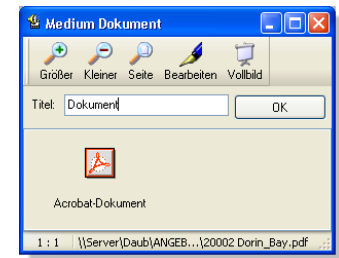 Medium Dokument
Größer Kleiner Seite Bearbeiten Vollbild
Titel: Dokument OK
Acrobat-Dokument
1 : 1 \\Server\Daub\ANGEB...\20002 Dorin_Bay.pdf